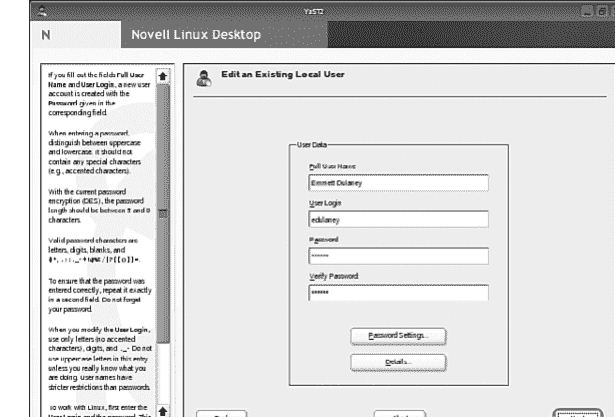 YaST2
N
Novell Linux Desktop
If you fill out the fields Full User
Name and User Login, a new user
account is created with the
Password given in the
corresponding field.
When entering a password,
distinguish between uppercase
and lowercase. It should not
contain any special characters
(e.g., accented characters).
With the current password
encryption (DES), the password
length should be between 5 and 8
characters.
Valid password characters are
letters, digits, blanks, and
To ensure that the password was
entered correctly, repeat it exactly
in a second field. Do not forget
your password.
When you modify the User Login,
use only letters (no accented
characters), digits, and ._- Do not
use uppercase letters in this entry
unless you really know what you
are doing. User names have
stricter restrictions than passwords.
To work with Linux, first enter the
Edit an Existing Local User
User Data
Full User Name
Emmett Dulaney
User Login
edulaney
Password
******
Verify Password
******
Password Settings...
Details...